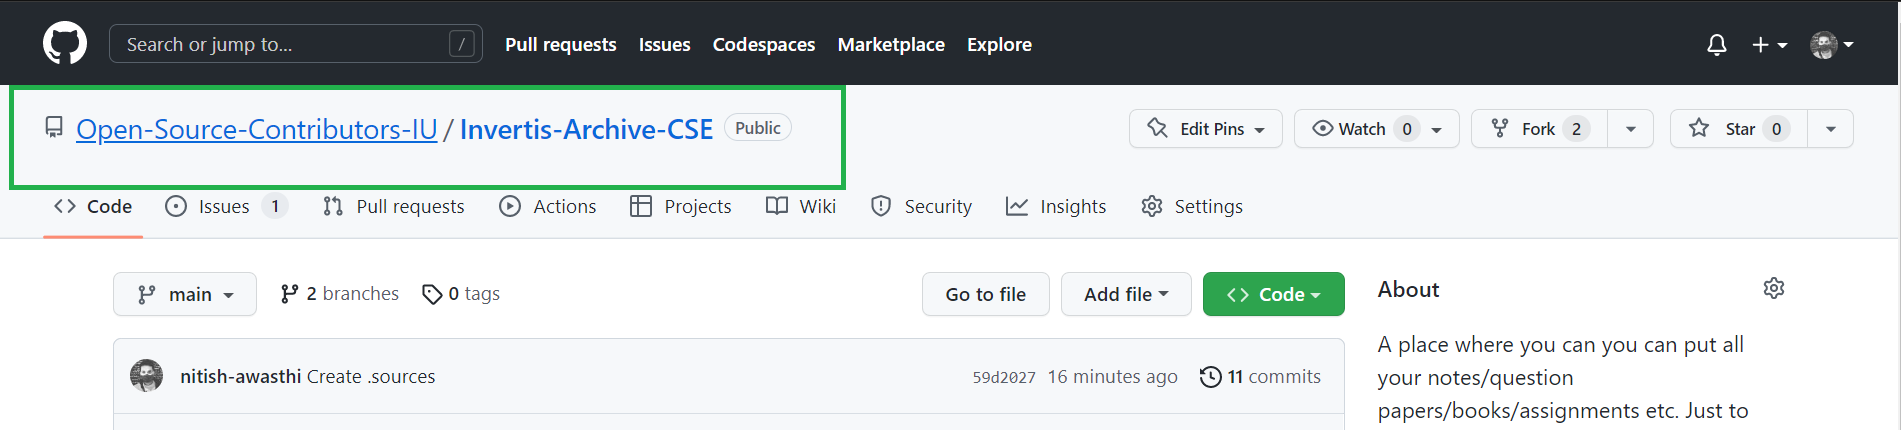 Search or jump to... / Pull requests Issues Codespaces Marketplace Explore
Open-Source-Contributors-IU / Invertis-Archive-CSE Public Edit Pins Watch 0 Fork 2 Star 0
Code Issues 1 Pull requests Actions Projects Wiki Security Insights Settings
main 2 branches 0 tags Go to file Add file Code
nitish-awasthi Create .sources 59d2027 16 minutes ago 11 commits
About
A place where you can you can put all
your notes/question
papers/books/assignments etc. Just to